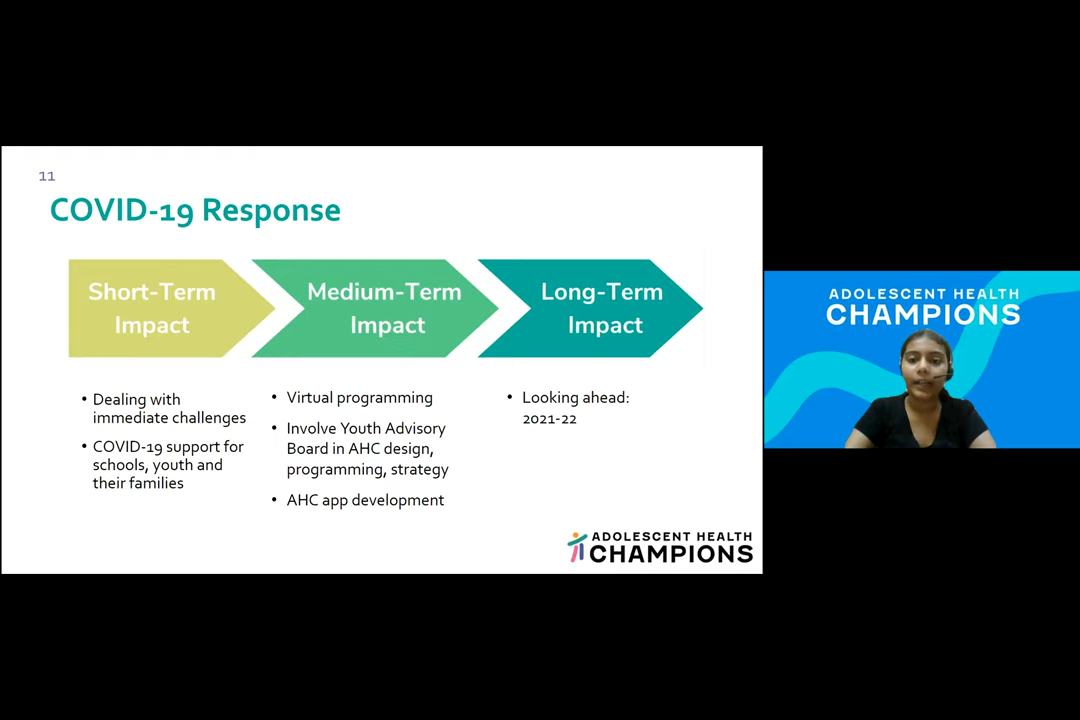 11
COVID-19 Response
Short-Term
Impact
Medium-Term
Impact
Long-Term
Impact
• Dealing with
immediate challenges
• COVID-19 support for
schools, youth and
their families
• Virtual programming
• Involve Youth Advisory
Board in AHC design,
programming, strategy
• AHC app development
• Looking ahead:
2021-22
ADOLESCENT HEALTH
CHAMPIONS
ADOLESCENT HEALTH
CHAMPIONS